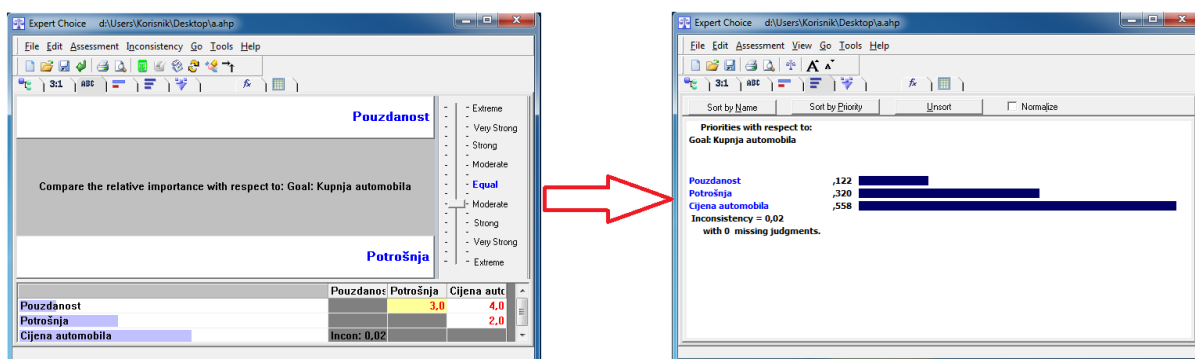 Expert Choice d:\Users\Korisnik\Desktop\a.ahp
File Edit Assessment Inconsistency Go Tools Help
3:1 ABC fx
Pouzdanost
Compare the relative importance with respect to: Goal: Kupnja automobila
Potrošnja
Extreme
Very Strong
Strong
Moderate
Equal
Moderate
Strong
Very Strong
Extreme
Pouzdanos Potrošnja Cijena auto
Pouzdanost 3,0 4,0
Potrošnja 2,0
Cijena automobila Incon: 0,02
Expert Choice d:\Users\Korisnik\Desktop\a.ahp
File Edit Assessment View Go Tools Help
A A
3:1 ABC fx
Sort by Name Sort by Priority Unsort Normalize
Priorities with respect to:
Goal: Kupnja automobila
Pouzdanost ,122
Potrošnja ,320
Cijena automobila ,558
Inconsistency = 0,02
with 0 missing judgments.